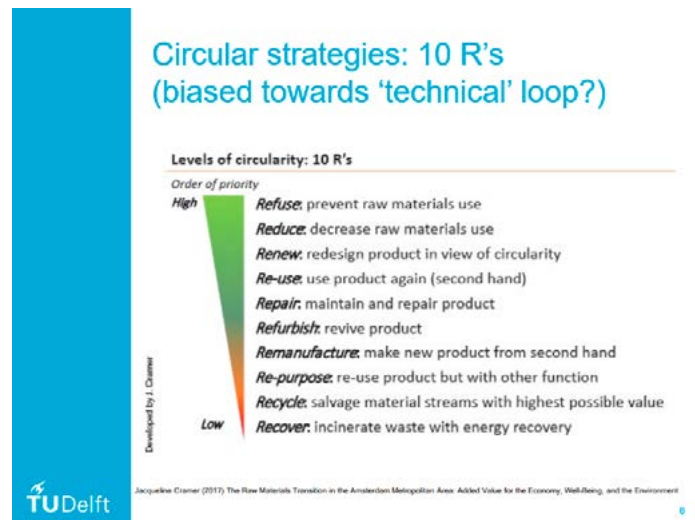 Circular strategies: 10 R's
(biased towards 'technical' loop?)
Levels of circularity: 10 R's
Order of priority
High
Refuse: prevent raw materials use
Reduce: decrease raw materials use
Renew: redesign product in view of circularity
Re-use: use product again (second hand)
Repair: maintain and repair product
Refurbish: revive product
Remanufacture: make new product from second hand
Re-purpose: re-use product but with other function
Recycle: salvage material streams with highest possible value
Low
Recover: incinerate waste with energy recovery
Developed by J. Cramer
Jacqueline Cramer (2017) The Raw Materials Transition in the Amsterdam Metropolitan Area: Added Value for the Economy, Well-Being, and the Environment
TUDelft
6